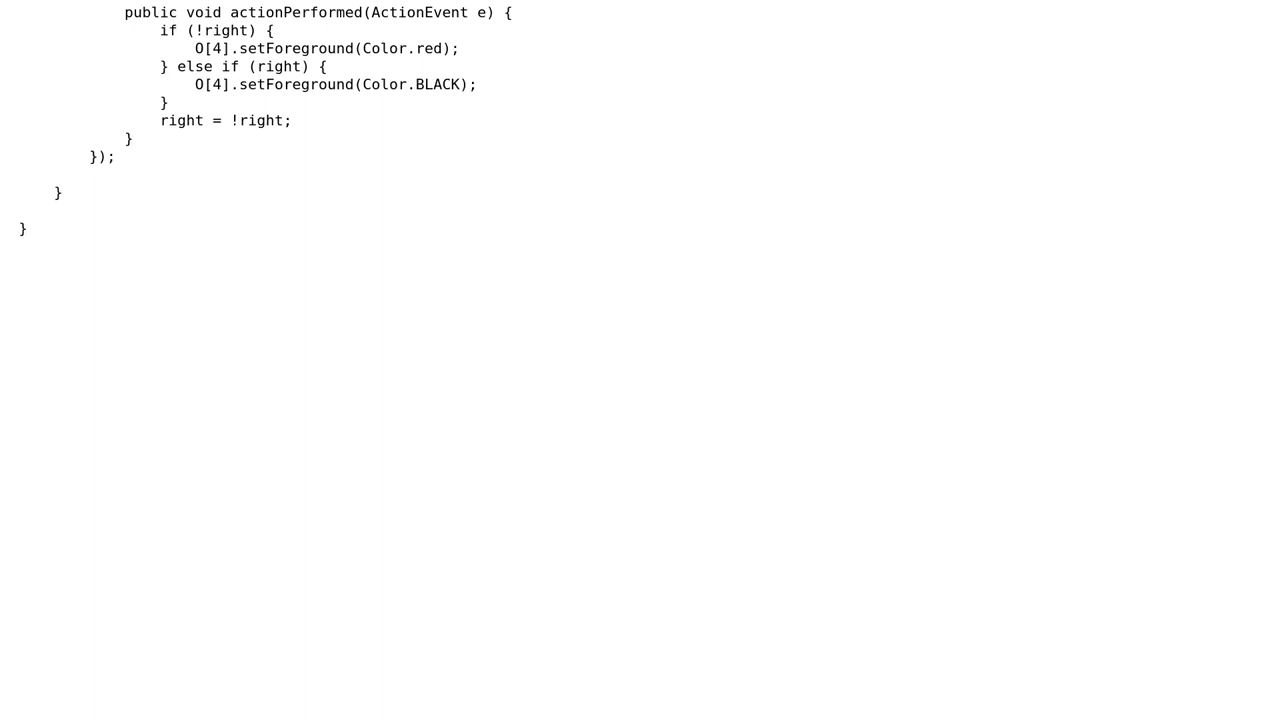 public void actionPerformed(ActionEvent e) {
                if (!right) {
                    O[4].setForeground(Color.red);
                } else if (right) {
                    O[4].setForeground(Color.BLACK);
                }
                right = !right;
            }
        });

    }

}